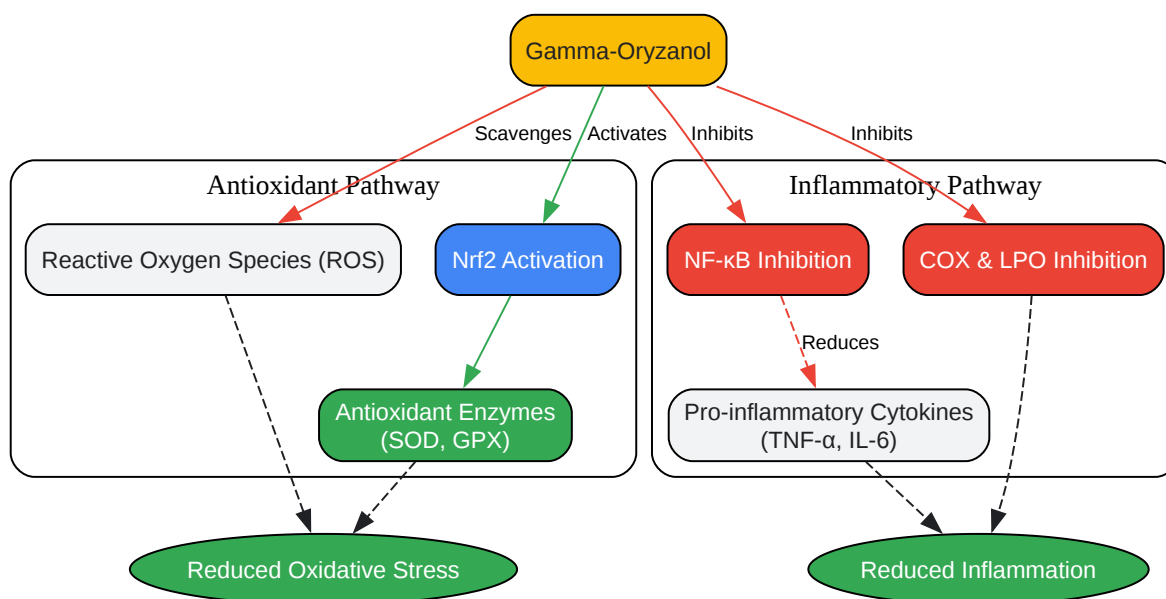 Gamma-Oryzanol
Scavenges
Activates
Inhibits
Inhibits
Antioxidant Pathway
Inflammatory Pathway
Reactive Oxygen Species (ROS)
Nrf2 Activation
NF-κB Inhibition
COX & LPO Inhibition
Reduces
Antioxidant Enzymes
(SOD, GPX)
Pro-inflammatory Cytokines
(TNF-α, IL-6)
Reduced Oxidative Stress
Reduced Inflammation